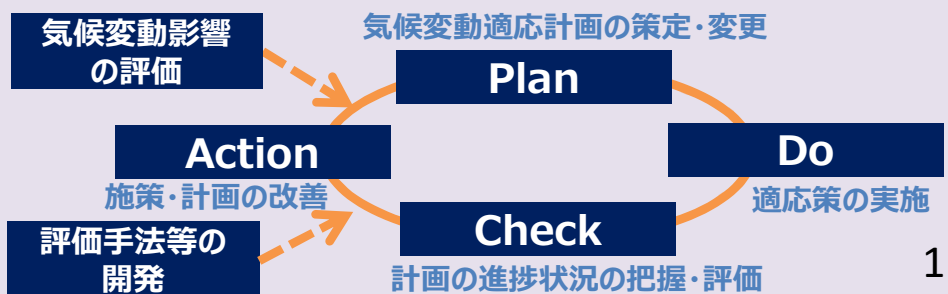 気候変動影響
の評価
気候変動適応計画の策定･変更
Plan
Action
施策･計画の改善
Do
適応策の実施
評価手法等の
開発
Check
計画の進捗状況の把握･評価
1